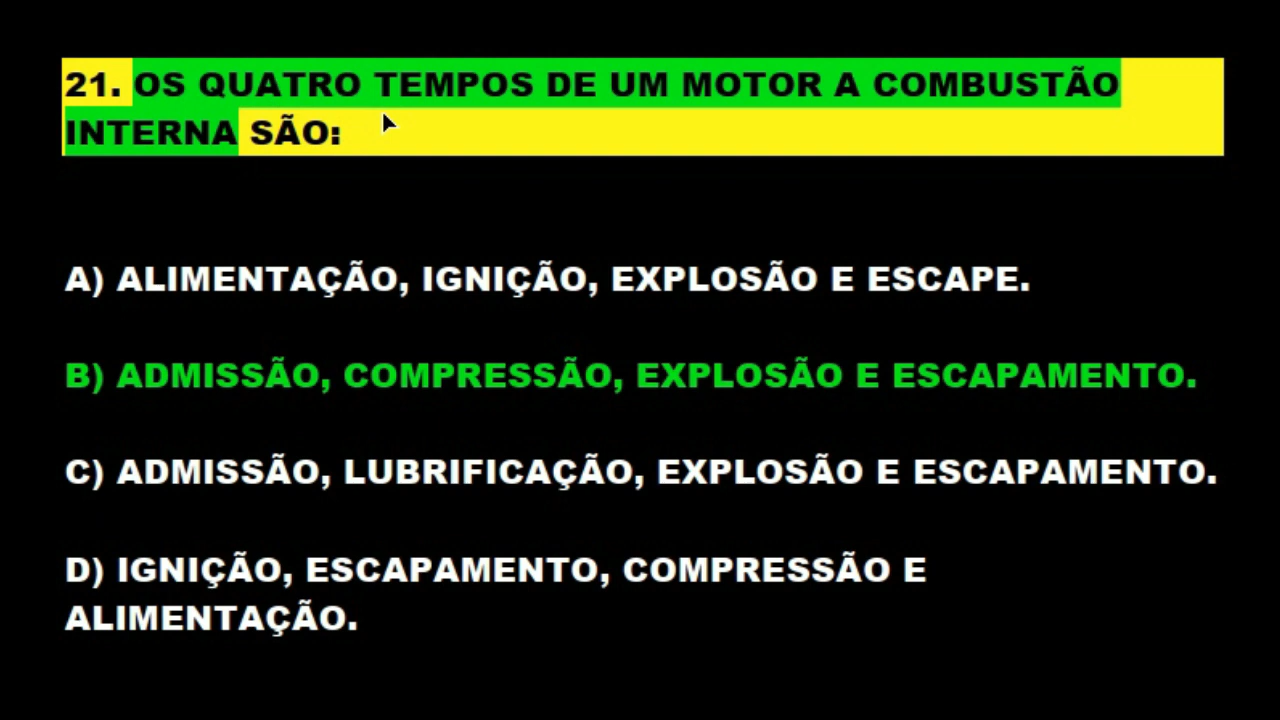 21. OS QUATRO TEMPOS DE UM MOTOR A COMBUSTÃO
INTERNA SÃO:
A) ALIMENTAÇÃO, IGNIÇÃO, EXPLOSÃO E ESCAPE.
B) ADMISSÃO, COMPRESSÃO, EXPLOSÃO E ESCAPAMENTO.
C) ADMISSÃO, LUBRIFICAÇÃO, EXPLOSÃO E ESCAPAMENTO.
D) IGNIÇÃO, ESCAPAMENTO, COMPRESSÃO E
ALIMENTAÇÃO.